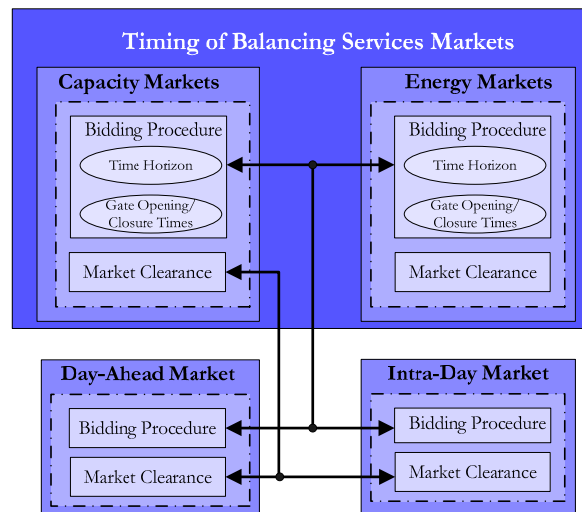 Timing of Balancing Services Markets
Capacity Markets
Bidding Procedure
Time Horizon
Gate Opening/
Closure Times
Market Clearance
Energy Markets
Bidding Procedure
Time Horizon
Gate Opening/
Closure Times
Market Clearance
Day-Ahead Market
Bidding Procedure
Market Clearance
Intra-Day Market
Bidding Procedure
Market Clearance